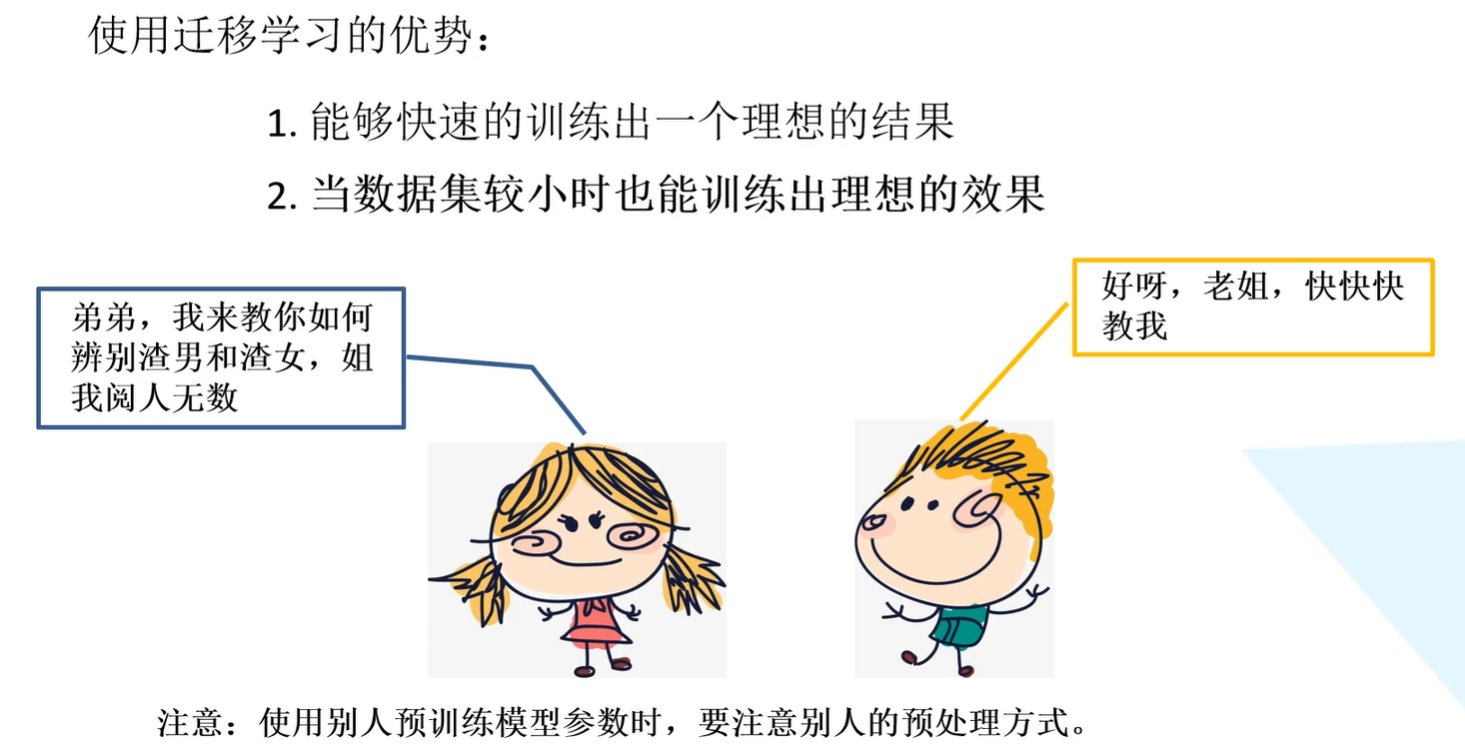 使用迁移学习的优势：
1. 能够快速的训练出一个理想的结果
2. 当数据集较小时也能训练出理想的效果
弟弟，我来教你如何
辨别渣男和渣女，姐
我阅人无数
好呀，老姐，快快快
教我
注意：使用别人预训练模型参数时，要注意别人的预处理方式。